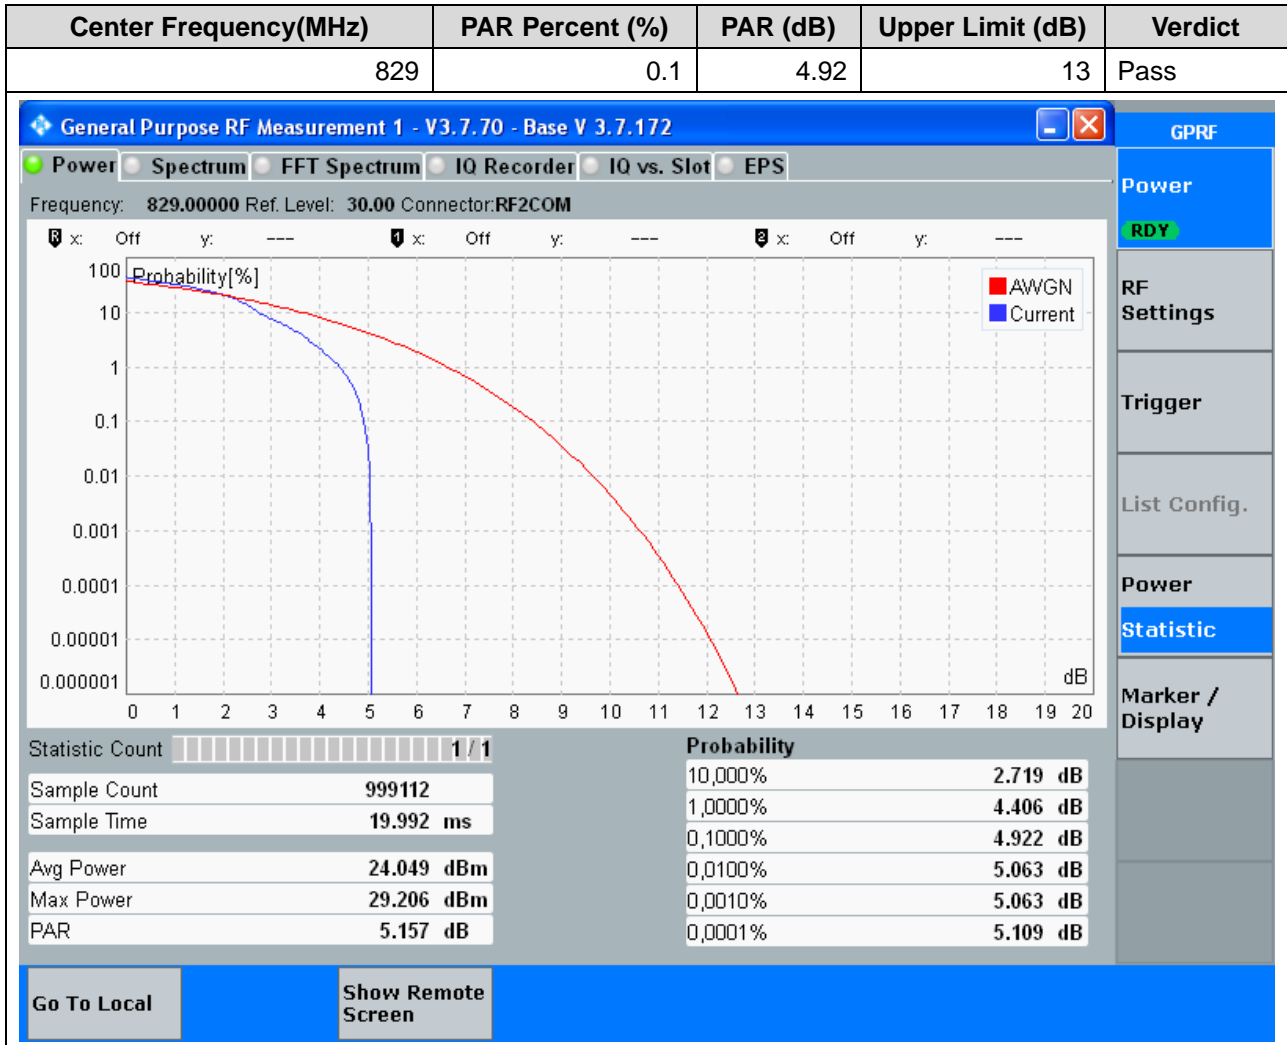 Center Frequency(MHz) PAR Percent (%) PAR (dB) Upper Limit (dB) Verdict
829 0.1 4.92 13 Pass
General Purpose RF Measurement 1 - V3.7.70 - Base V 3.7.172
GPRF
Power Spectrum FFT Spectrum IQ Recorder IQ vs. Slot EPS
Frequency: 829.00000 Ref. Level: 30.00 Connector:RF2COM
R x: Off y: --- 1 x: Off y: --- 2 x: Off y: ---
Probability[%]
AWGN
Current
100
10
1
0.1
0.01
0.001
0.0001
0.00001
0.000001
dB
0 1 2 3 4 5 6 7 8 9 10 11 12 13 14 15 16 17 18 19 20
Statistic Count 1 / 1
Sample Count 999112
Sample Time 19.992 ms
Avg Power 24.049 dBm
Max Power 29.206 dBm
PAR 5.157 dB
Probability
10,000% 2.719 dB
1,0000% 4.406 dB
0,1000% 4.922 dB
0,0100% 5.063 dB
0,0010% 5.063 dB
0,0001% 5.109 dB
Power
RDY
RF
Settings
Trigger
List Config.
Power
Statistic
Marker /
Display
Go To Local
Show Remote
Screen